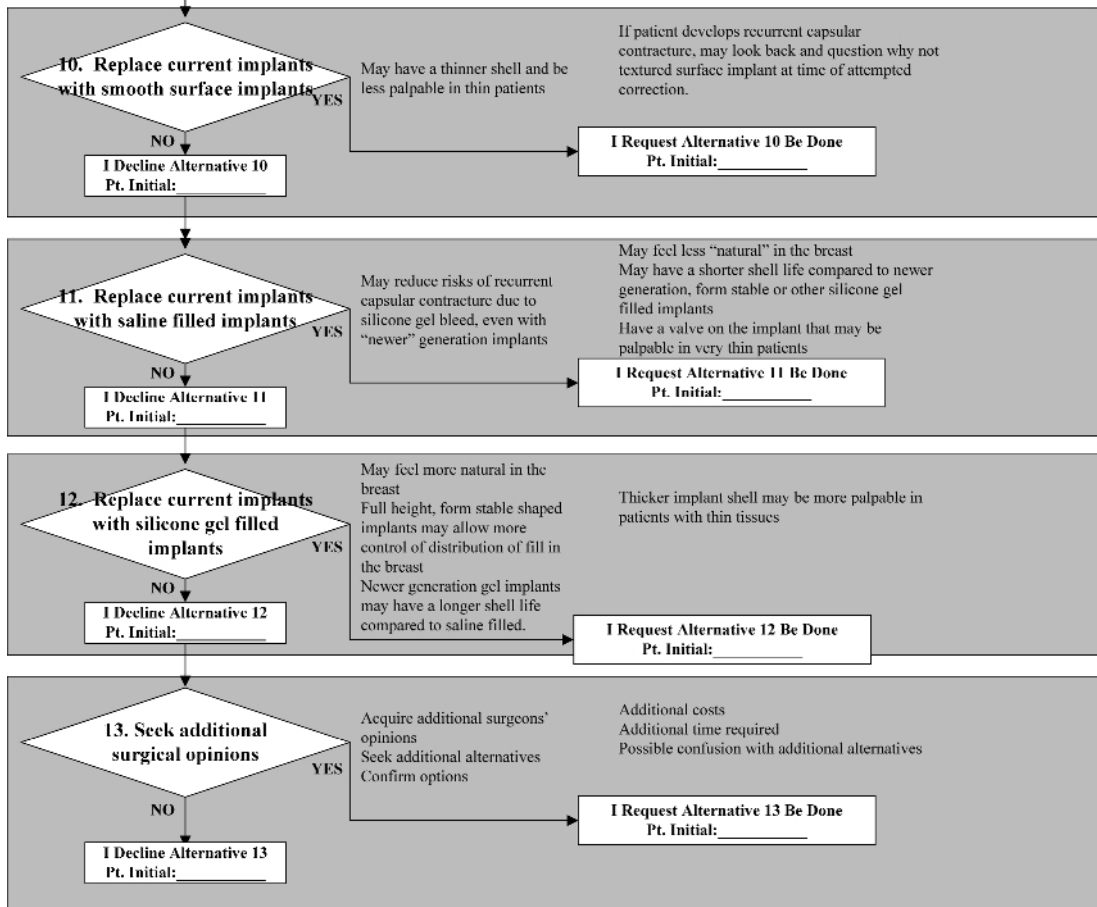 10. Replace current implants
with smooth surface implants
YES
NO
I Decline Alternative 10
Pt. Initial:___________
May have a thinner shell and be
less palpable in thin patients
If patient develops recurrent capsular
contracture, may look back and question why not
textured surface implant at time of attempted
correction.
I Request Alternative 10 Be Done
Pt. Initial:___________
11. Replace current implants
with saline filled implants
YES
NO
I Decline Alternative 11
Pt. Initial:___________
May reduce risks of recurrent
capsular contracture due to
silicone gel bleed, even with
“newer” generation implants
May feel less “natural” in the breast
May have a shorter shell life compared to newer
generation, form stable or other silicone gel
filled implants
Have a valve on the implant that may be
palpable in very thin patients
I Request Alternative 11 Be Done
Pt. Initial:___________
12. Replace current implants
with silicone gel filled
implants
YES
NO
I Decline Alternative 12
Pt. Initial:___________
May feel more natural in the
breast
Full height, form stable shaped
implants may allow more
control of distribution of fill in
the breast
Newer generation gel implants
may have a longer shell life
compared to saline filled.
Thicker implant shell may be more palpable in
patients with thin tissues
I Request Alternative 12 Be Done
Pt. Initial:___________
13. Seek additional
surgical opinions
YES
NO
I Decline Alternative 13
Pt. Initial:___________
Acquire additional surgeons’
opinions
Seek additional alternatives
Confirm options
Additional costs
Additional time required
Possible confusion with additional alternatives
I Request Alternative 13 Be Done
Pt. Initial:___________